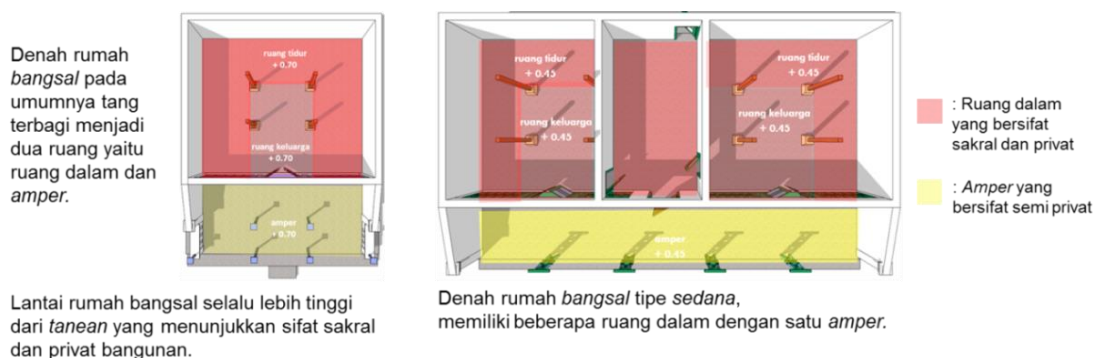 Denah rumah
bangsal pada
umumnya tang
terbagi menjadi
dua ruang yaitu
ruang dalam dan
amper.
ruang tidur
+ 0.70
ruang keluarga
+ 0.70
amper
+ 0.70
Lantai rumah bangsal selalu lebih tinggi
dari tanean yang menunjukkan sifat sakral
dan privat bangunan.
ruang tidur
+ 0.45
ruang keluarga
+ 0.45
ruang tidur
+ 0.45
ruang keluarga
+ 0.45
amper
+ 0.45
Denah rumah bangsal tipe sedana,
memiliki beberapa ruang dalam dengan satu amper.
: Ruang dalam
yang bersifat
sakral dan privat
: Amper yang
bersifat semi privat